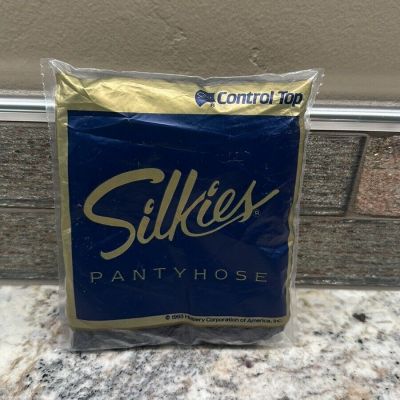 ® Control Top
Silkies®
PANTYHOSE
© 1993 Hosiery Corporation of America, Inc.